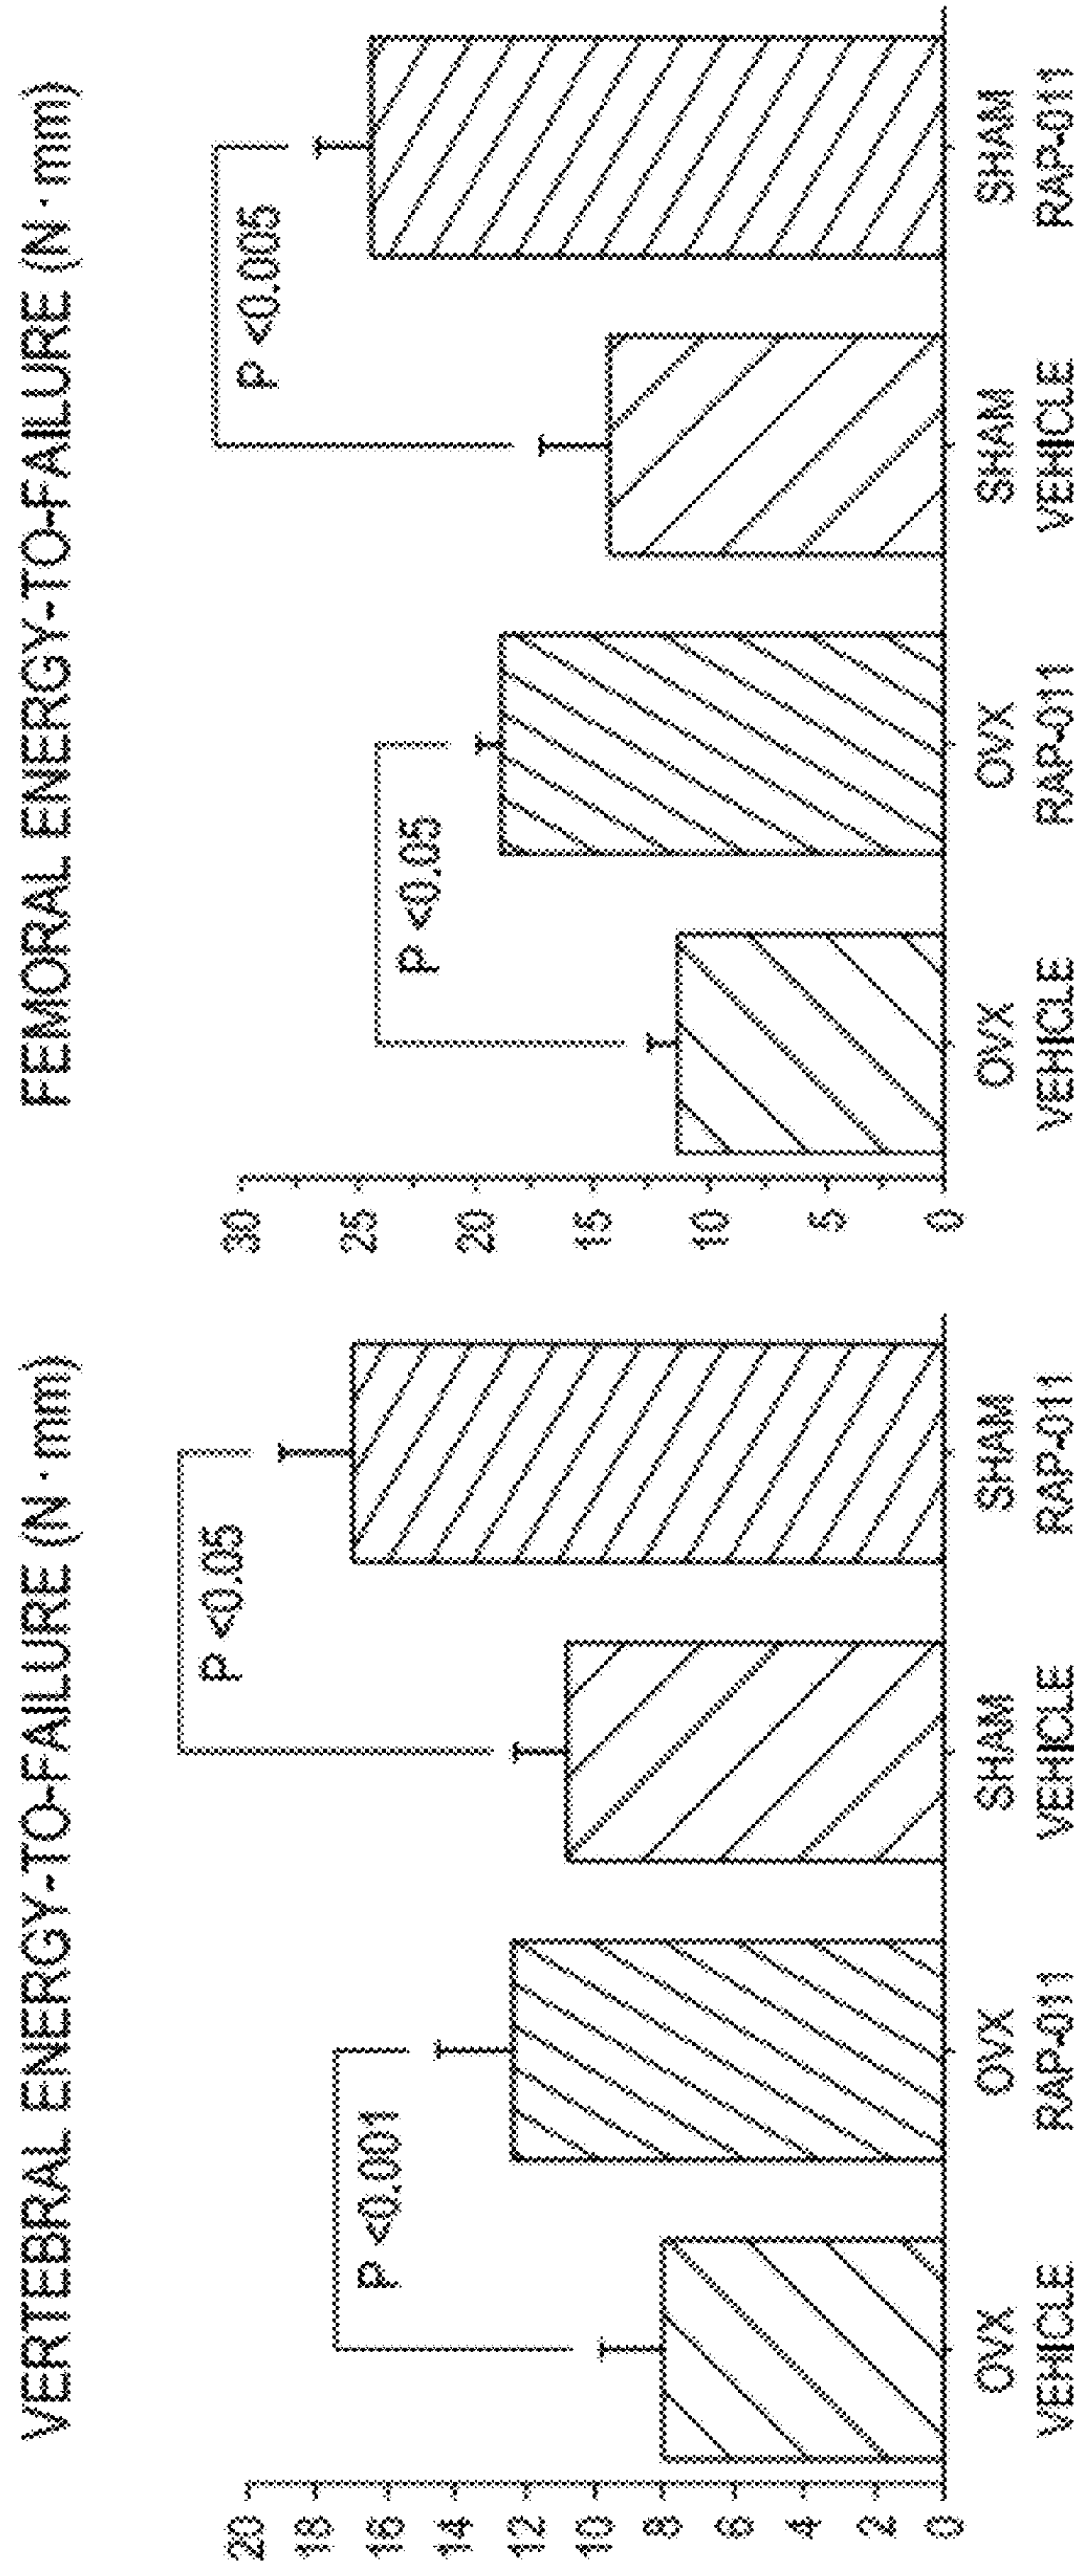 VERTEBRAL ENERGY-TO-FAILURE (N·mm)
20
18
16
14
12
10
8
6
4
2
0
P <0.001
P <0.05
OVX
VEHICLE
OVX
RAP-011
SHAM
VEHICLE
SHAM
RAP-011
FEMORAL ENERGY-TO-FAILURE (N·mm)
30
25
20
15
10
5
0
P <0.05
P <0.005
OVX
VEHICLE
OVX
RAP-011
SHAM
VEHICLE
SHAM
RAP-011